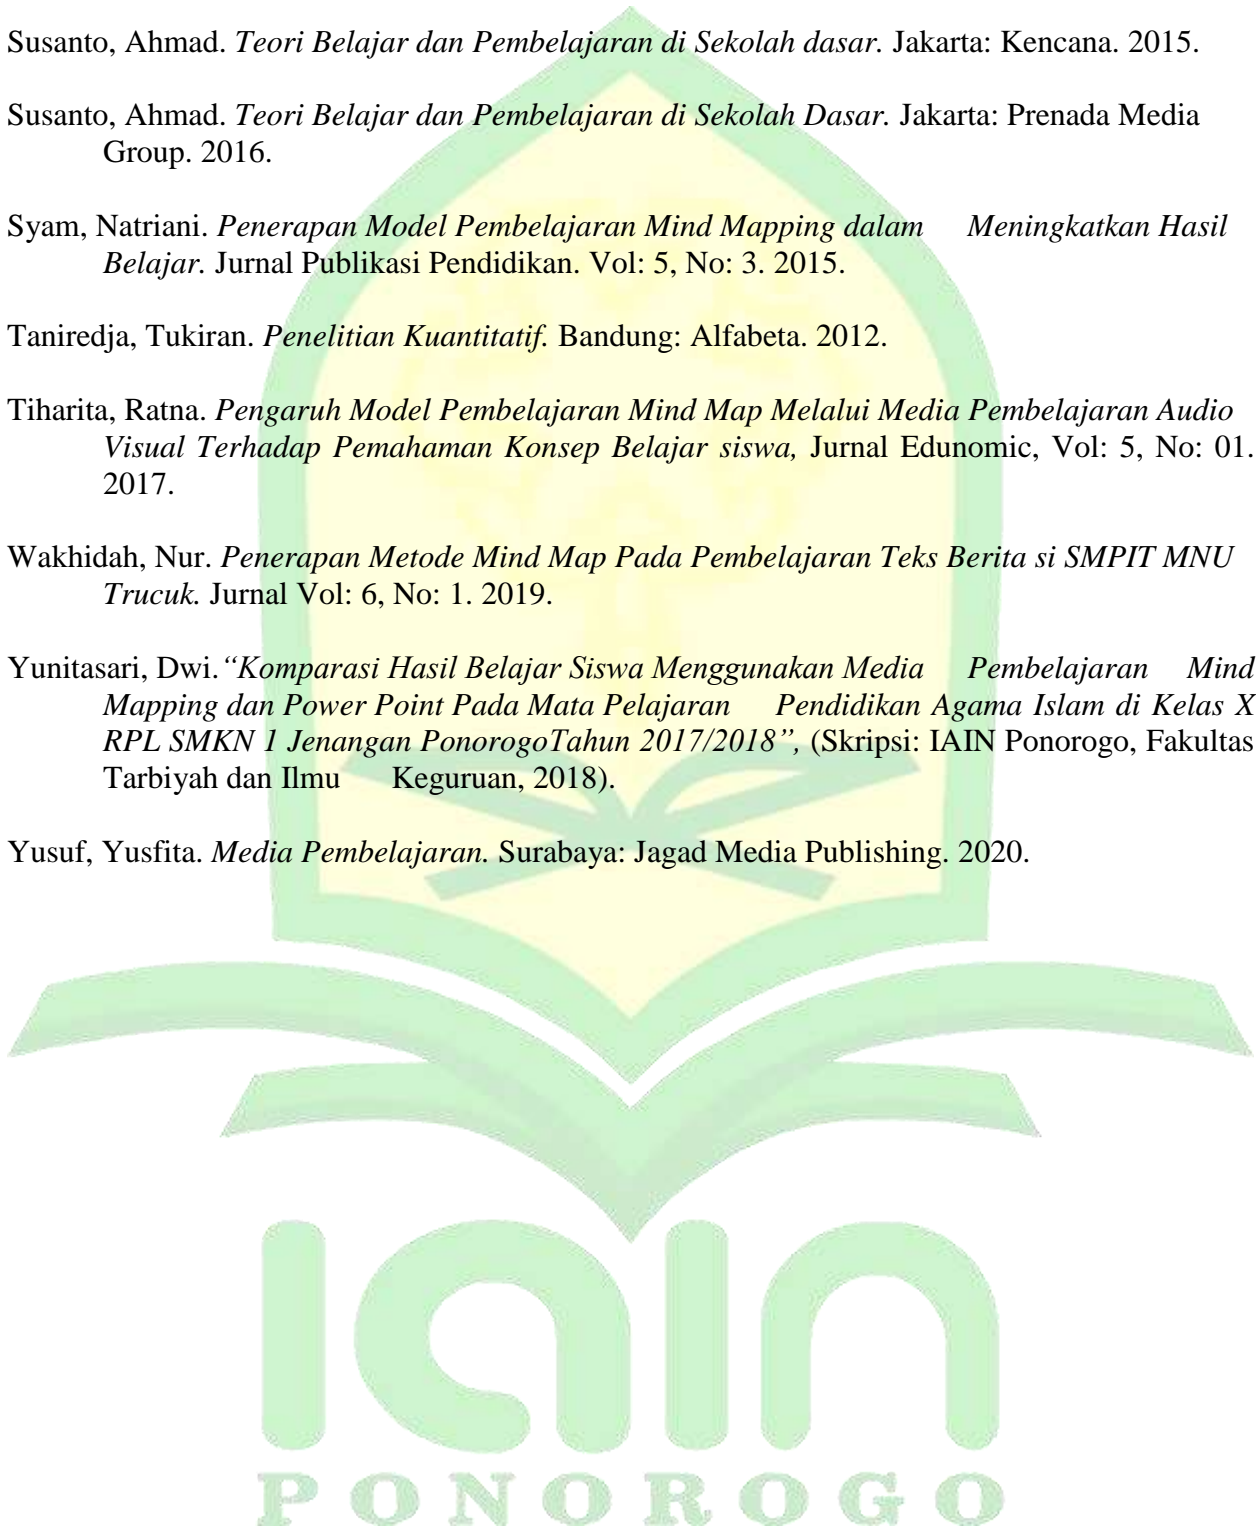 Susanto, Ahmad. Teori Belajar dan Pembelajaran di Sekolah dasar. Jakarta: Kencana. 2015.
Susanto, Ahmad. Teori Belajar dan Pembelajaran di Sekolah Dasar. Jakarta: Prenada Media
Group. 2016.
Syam, Natriani. Penerapan Model Pembelajaran Mind Mapping dalam Meningkatkan Hasil
Belajar. Jurnal Publikasi Pendidikan. Vol: 5, No: 3. 2015.
Taniredja, Tukiran. Penelitian Kuantitatif. Bandung: Alfabeta. 2012.
Tiharita, Ratna. Pengaruh Model Pembelajaran Mind Map Melalui Media Pembelajaran Audio
Visual Terhadap Pemahaman Konsep Belajar siswa, Jurnal Edunomic, Vol: 5, No: 01.
2017.
Wakhidah, Nur. Penerapan Metode Mind Map Pada Pembelajaran Teks Berita si SMPIT MNU
Trucuk. Jurnal Vol: 6, No: 1. 2019.
Yunitasari, Dwi.“Komparasi Hasil Belajar Siswa Menggunakan Media Pembelajaran Mind
Mapping dan Power Point Pada Mata Pelajaran Pendidikan Agama Islam di Kelas X
RPL SMKN 1 Jenangan PonorogoTahun 2017/2018”, (Skripsi: IAIN Ponorogo, Fakultas
Tarbiyah dan Ilmu Keguruan, 2018).
Yusuf, Yusfita. Media Pembelajaran. Surabaya: Jagad Media Publishing. 2020.
IAIN
PONOROGO